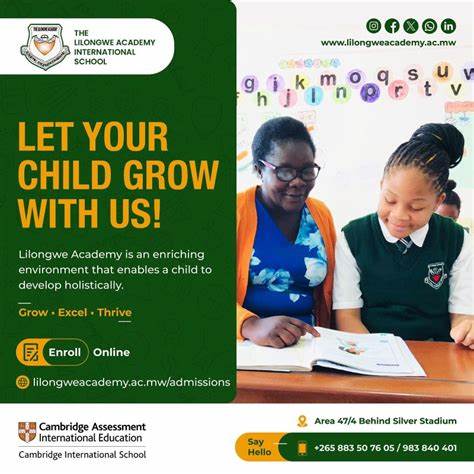 THE
LILONGWE ACADEMY
INTERNATIONAL
SCHOOL
www.lilongweacademy.ac.mw
g h i j k l m n o p q r s u v
LET YOUR
CHILD GROW
WITH US!
Lilongwe Academy is an enriching
environment that enables a child to
develop holistically.
Grow • Excel • Thrive
Enroll Online
lilongweacademy.ac.mw/admissions
Cambridge Assessment
International Education
Cambridge International School
Area 47/4 Behind Silver Stadium
Say
Hello
+265 883 50 76 05 / 983 840 401